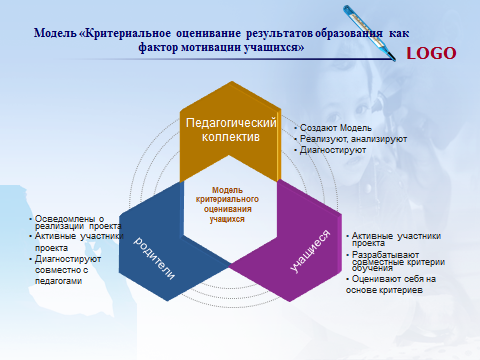 Модель «Критериальное оценивание результатов образования как
фактор мотивации учащихся»
LOGO
Педагогический
коллектив
• Создают Модель
• Реализуют, анализируют
• Диагностируют
Модель
критериального
оценивания
учащихся
• Осведомлены о
реализации проекта
• Активные участники
проекта
• Диагностируют
совместно с
педагогами
родители
учащиеся
• Активные участники
проекта
• Разрабатывают
совместные критерии
обучения
• Оценивают себя на
основе критериев